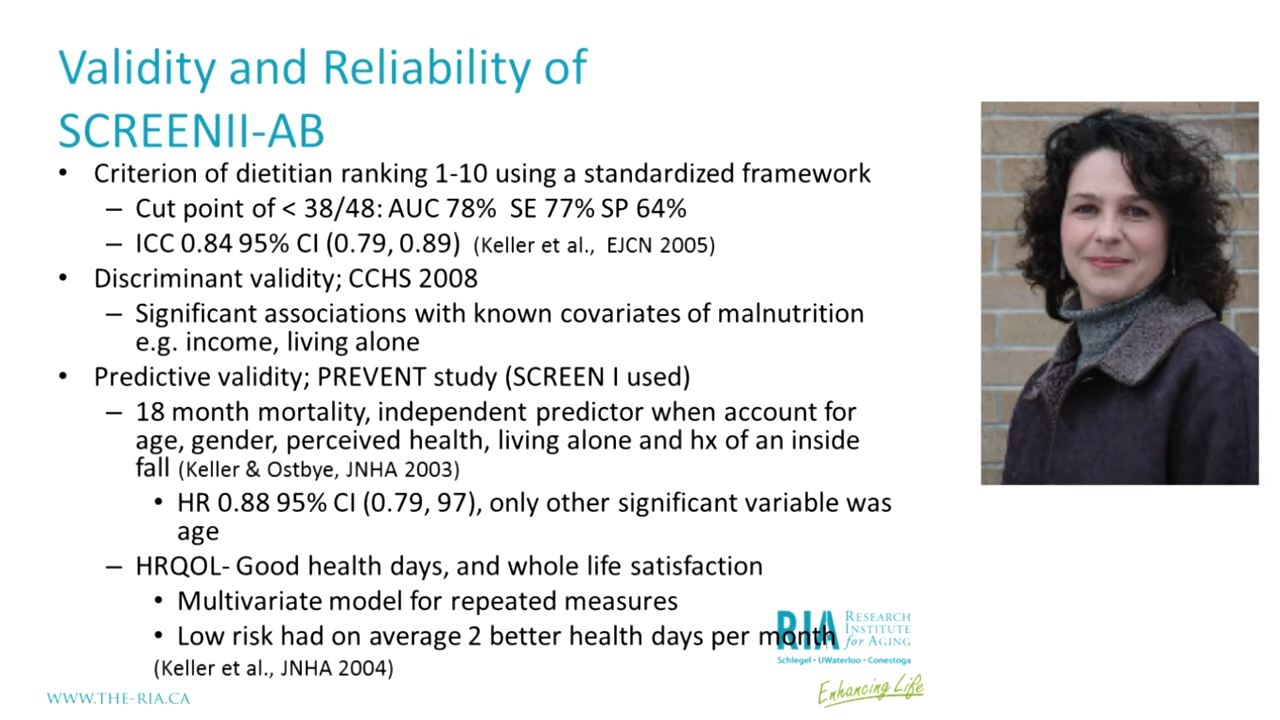 Validity and Reliability of
SCREENII-AB
• Criterion of dietitian ranking 1-10 using a standardized framework
– Cut point of < 38/48: AUC 78% SE 77% SP 64%
– ICC 0.84 95% CI (0.79, 0.89) (Keller et al., EJCN 2005)
• Discriminant validity; CCHS 2008
– Significant associations with known covariates of malnutrition
e.g. income, living alone
• Predictive validity; PREVENT study (SCREEN I used)
– 18 month mortality, independent predictor when account for
age, gender, perceived health, living alone and hx of an inside
fall (Keller & Ostbye, JNHA 2003)
• HR 0.88 95% CI (0.79, 97), only other significant variable was
age
– HRQOL- Good health days, and whole life satisfaction
• Multivariate model for repeated measures
• Low risk had on average 2 better health days per month
(Keller et al., JNHA 2004)
RIA
RESEARCH
INSTITUTE
for AGING
Schlegel • UWaterloo • Conestoga
Enhancing Life
WWW.THE-RIA.CA